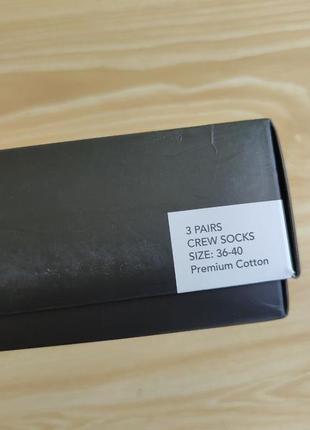 3 PAIRS
CREW SOCKS
SIZE: 36-40
Premium Cotton